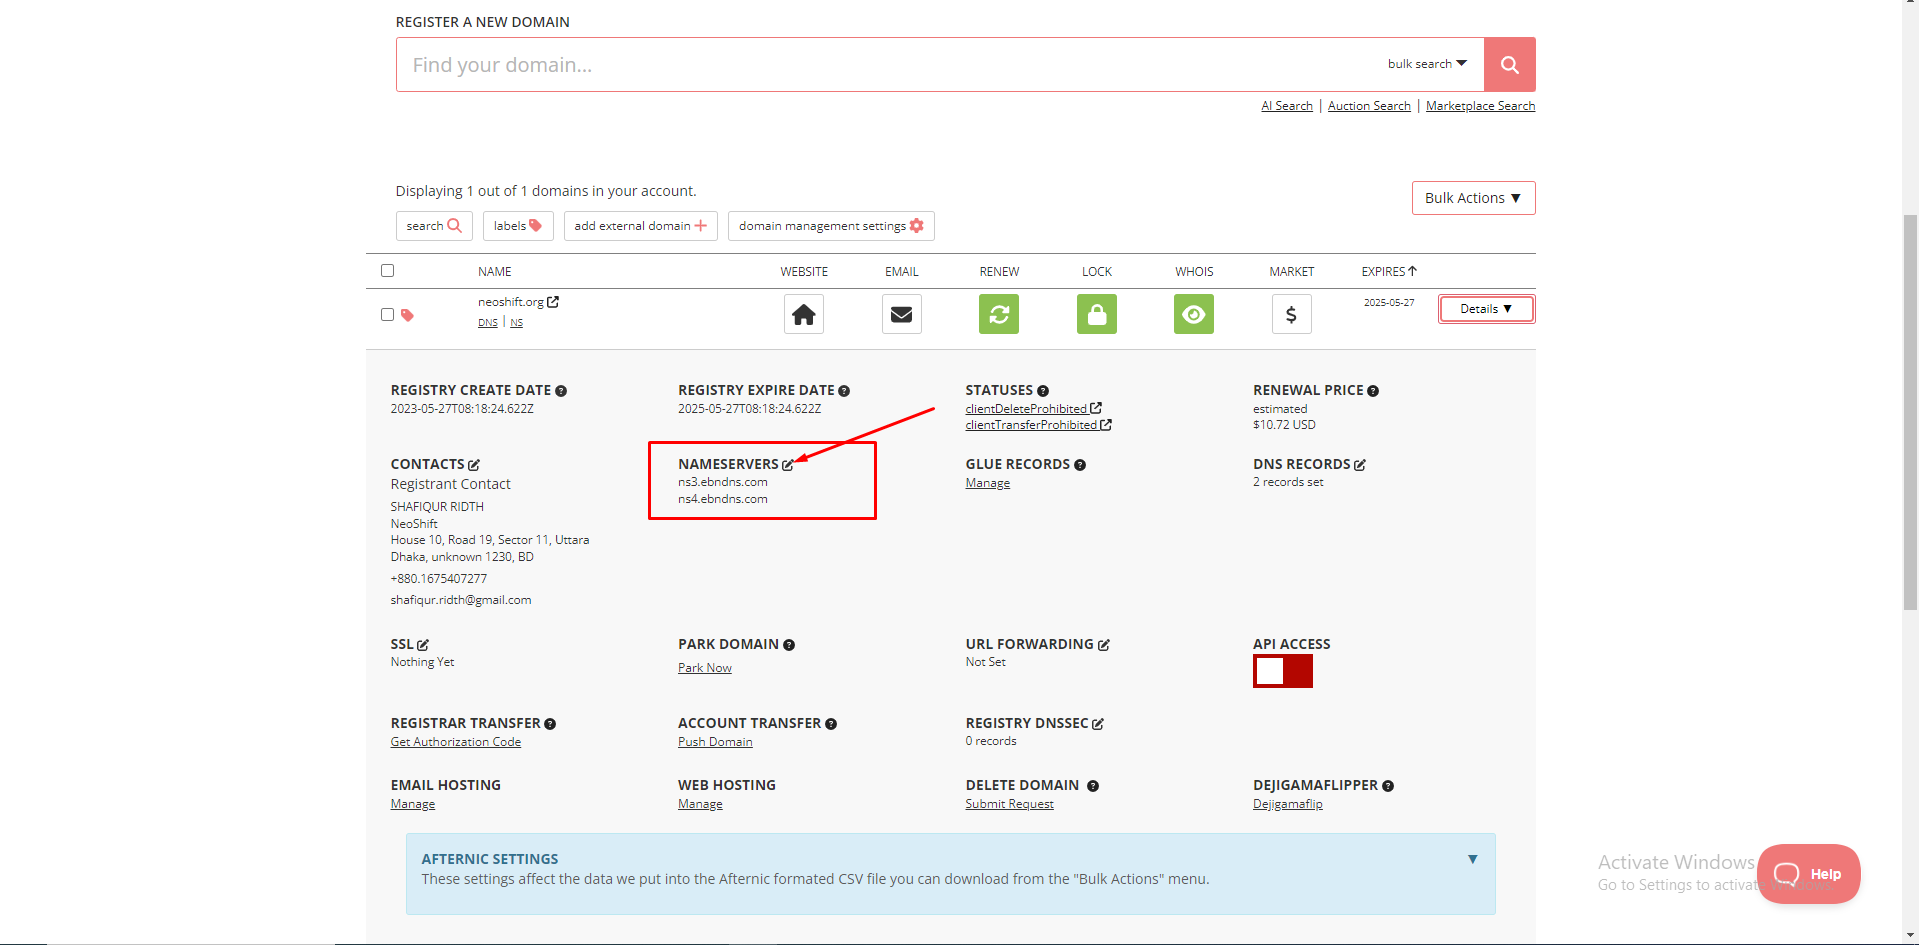 REGISTER A NEW DOMAIN
Find your domain...
bulk search
AI Search | Auction Search | Marketplace Search
Displaying 1 out of 1 domains in your account.
Bulk Actions ▼
search
labels
add external domain
domain management settings
NAME WEBSITE EMAIL RENEW LOCK WHOIS MARKET EXPIRES
neoshift.org
2025-05-27
Details ▼
DNS | NS
REGISTRY CREATE DATE
2023-05-27T08:18:24.622Z
REGISTRY EXPIRE DATE
2025-05-27T08:18:24.622Z
STATUSES
clientDeleteProhibited
clientTransferProhibited
RENEWAL PRICE
estimated
$10.72 USD
CONTACTS
Registrant Contact
SHAFIQUR RIDTH
NeoShift
House 10, Road 19, Sector 11, Uttara
Dhaka, unknown 1230, BD
+880.1675407277
shafiqur.ridth@gmail.com
NAMESERVERS
ns3.ebndns.com
ns4.ebndns.com
GLUE RECORDS
Manage
DNS RECORDS
2 records set
SSL
Nothing Yet
PARK DOMAIN
Park Now
URL FORWARDING
Not Set
API ACCESS
REGISTRAR TRANSFER
Get Authorization Code
ACCOUNT TRANSFER
Push Domain
REGISTRY DNSSEC
0 records
EMAIL HOSTING
Manage
WEB HOSTING
Manage
DELETE DOMAIN
Submit Request
DEJIGAMAFLIPPER
Dejigamaflip
AFTERNIC SETTINGS
▼
These settings affect the data we put into the Afternic formated CSV file you can download from the "Bulk Actions" menu.
Activate Windows
Go to Settings to activate
Help